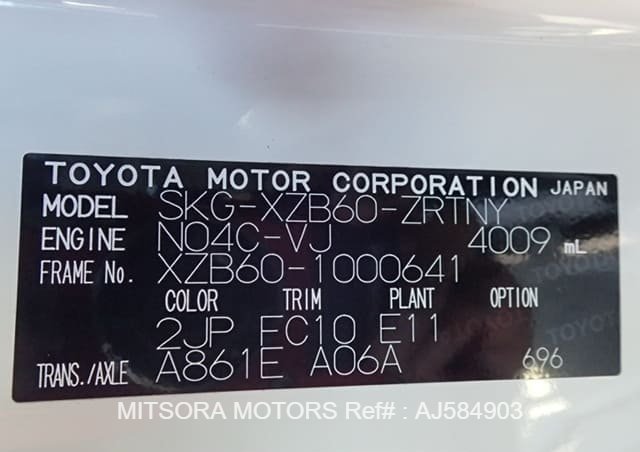 TOYOTA MOTOR CORPORATION JAPAN
MODEL SKG-XZB60-ZRTNY
ENGINE N04C-VJ 4009 mL
FRAME No. XZB60-1000641
COLOR TRIM PLANT OPTION
2JP FC10 E11
TRANS./AXLE A861E A06A 696
MITSORA MOTORS Ref# : AJ584903